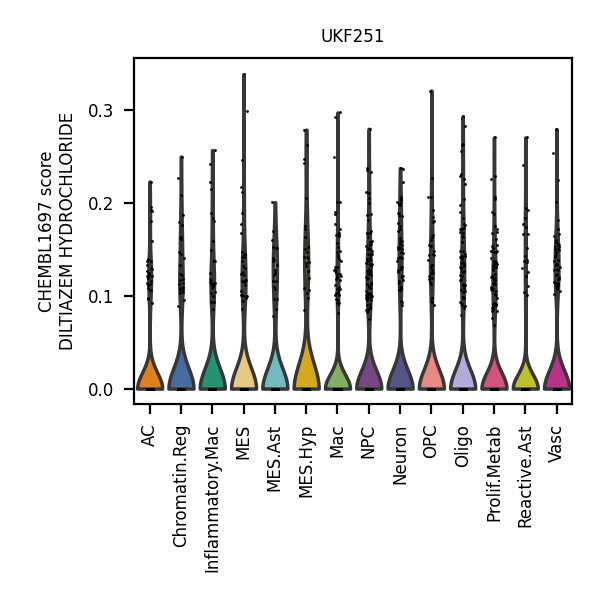 UKF251
CHEMBL1697 score
DILTIAZEM HYDROCHLORIDE
0.3
0.2
0.1
0.0
AC
Chromatin.Reg
Inflammatory.Mac
MES
MES.Ast
MES.Hyp
Mac
NPC
Neuron
OPC
Oligo
Prolif.Metab
Reactive.Ast
Vasc